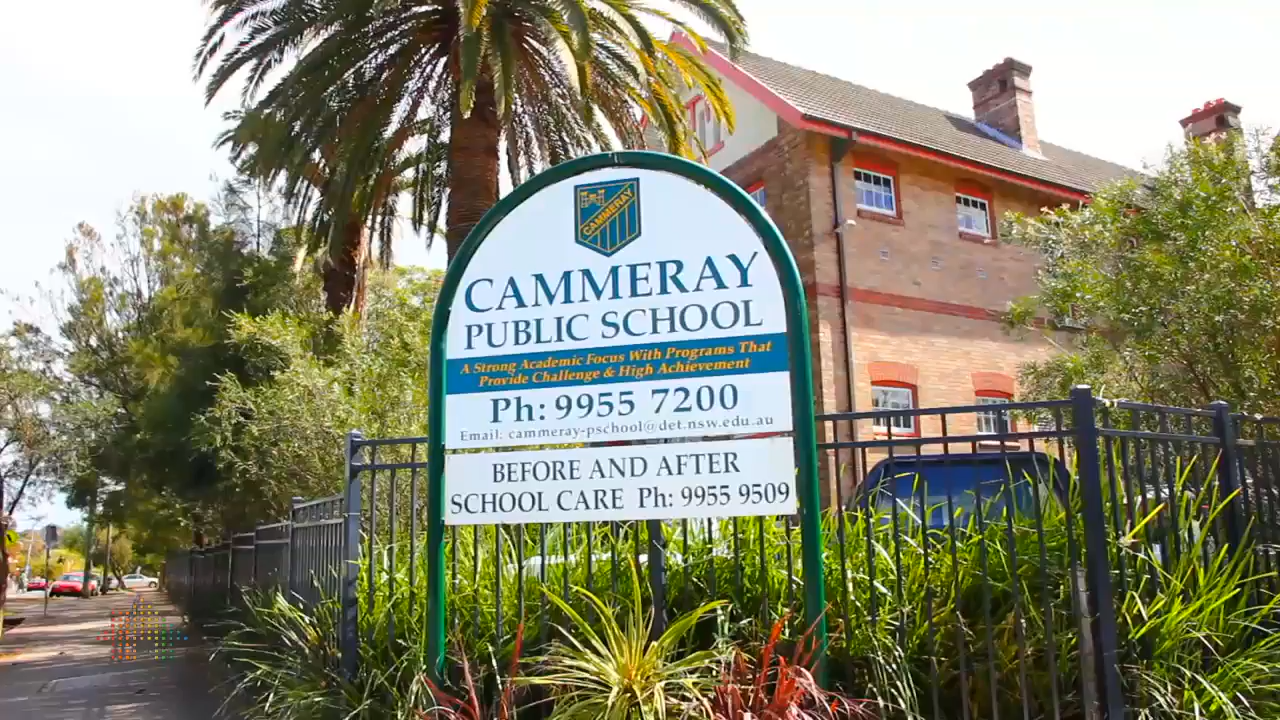 CAMMERAY
CAMMERAY
PUBLIC SCHOOL
A Strong Academic Focus With Programs That
Provide Challenge & High Achievement
Ph: 9955 7200
Email: cammeray-pschool@det.nsw.edu.au
BEFORE AND AFTER
SCHOOL CARE Ph: 9955 9509